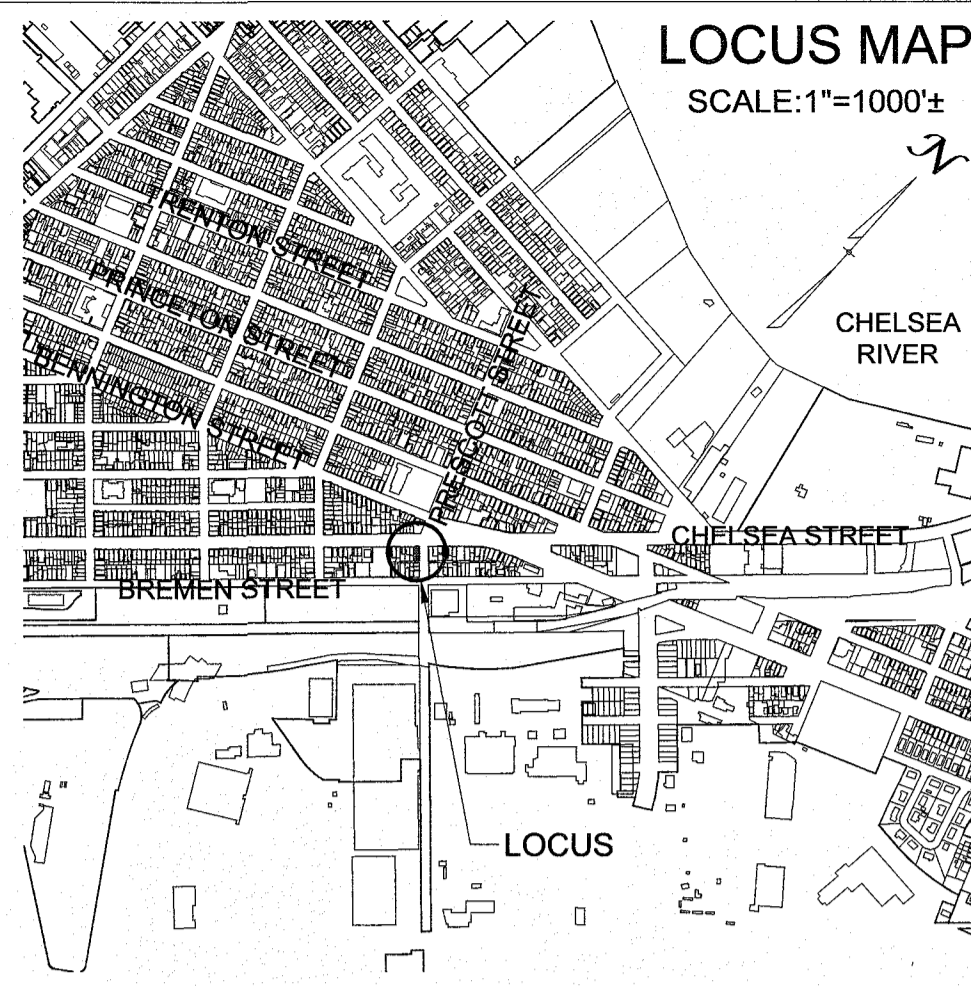 LOCUS MAP
SCALE:1"=1000'±
N
CHELSEA
RIVER
TRENTON STREET
PRINCETON STREET
BENNINGTON STREET
PRESCOTT STREET
CHELSEA STREET
BREMEN STREET
LOCUS